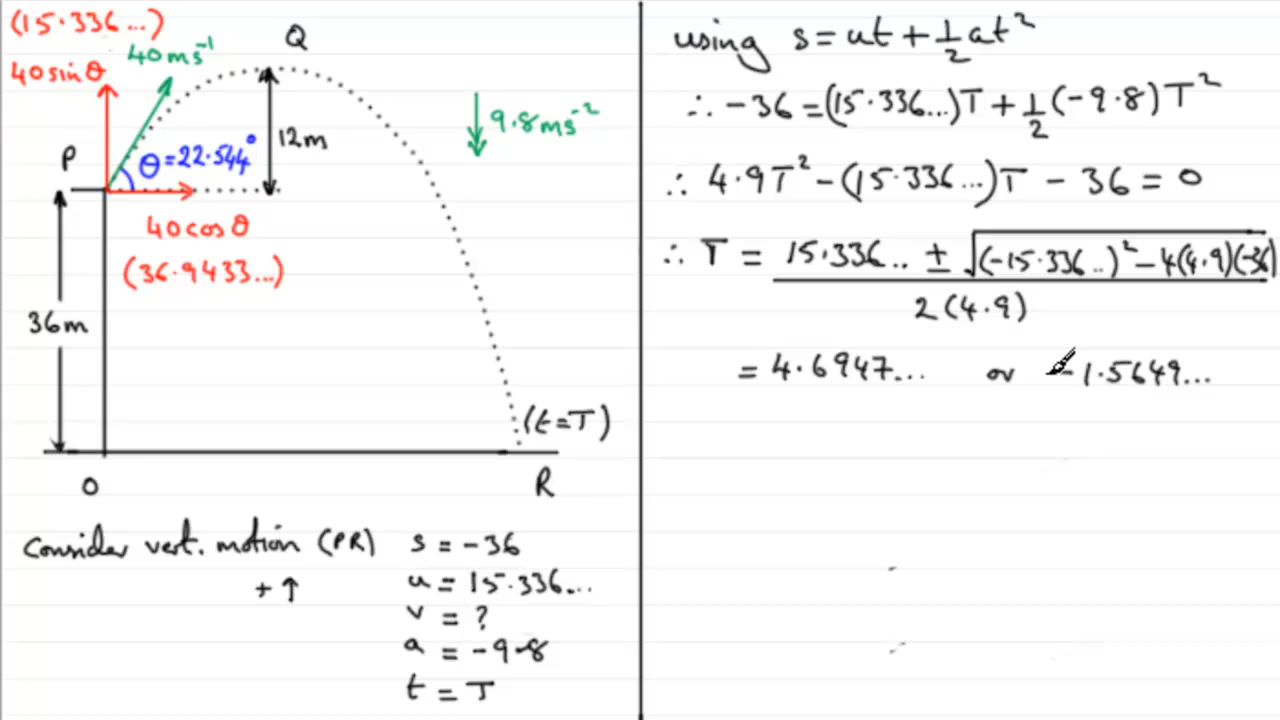 (15.336...)
40ms⁻¹
40sinθ
Q
12m
9.8ms⁻²
P
θ=22.544°
40cosθ
(36.9433...)
36m
(t=T)
O
R
Consider vert. motion (PR)
+ ↑
s = -36
u = 15.336...
v = ?
a = -9.8
t = T
using s = ut + 1/2 at²
∴ -36 = (15.336...)T + 1/2 (-9.8)T²
∴ 4.9T² - (15.336...)T - 36 = 0
∴ T = 15.336.. ± √(-15.336..)² - 4(4.9)(-36)
2(4.9)
= 4.6947... or -1.5649...